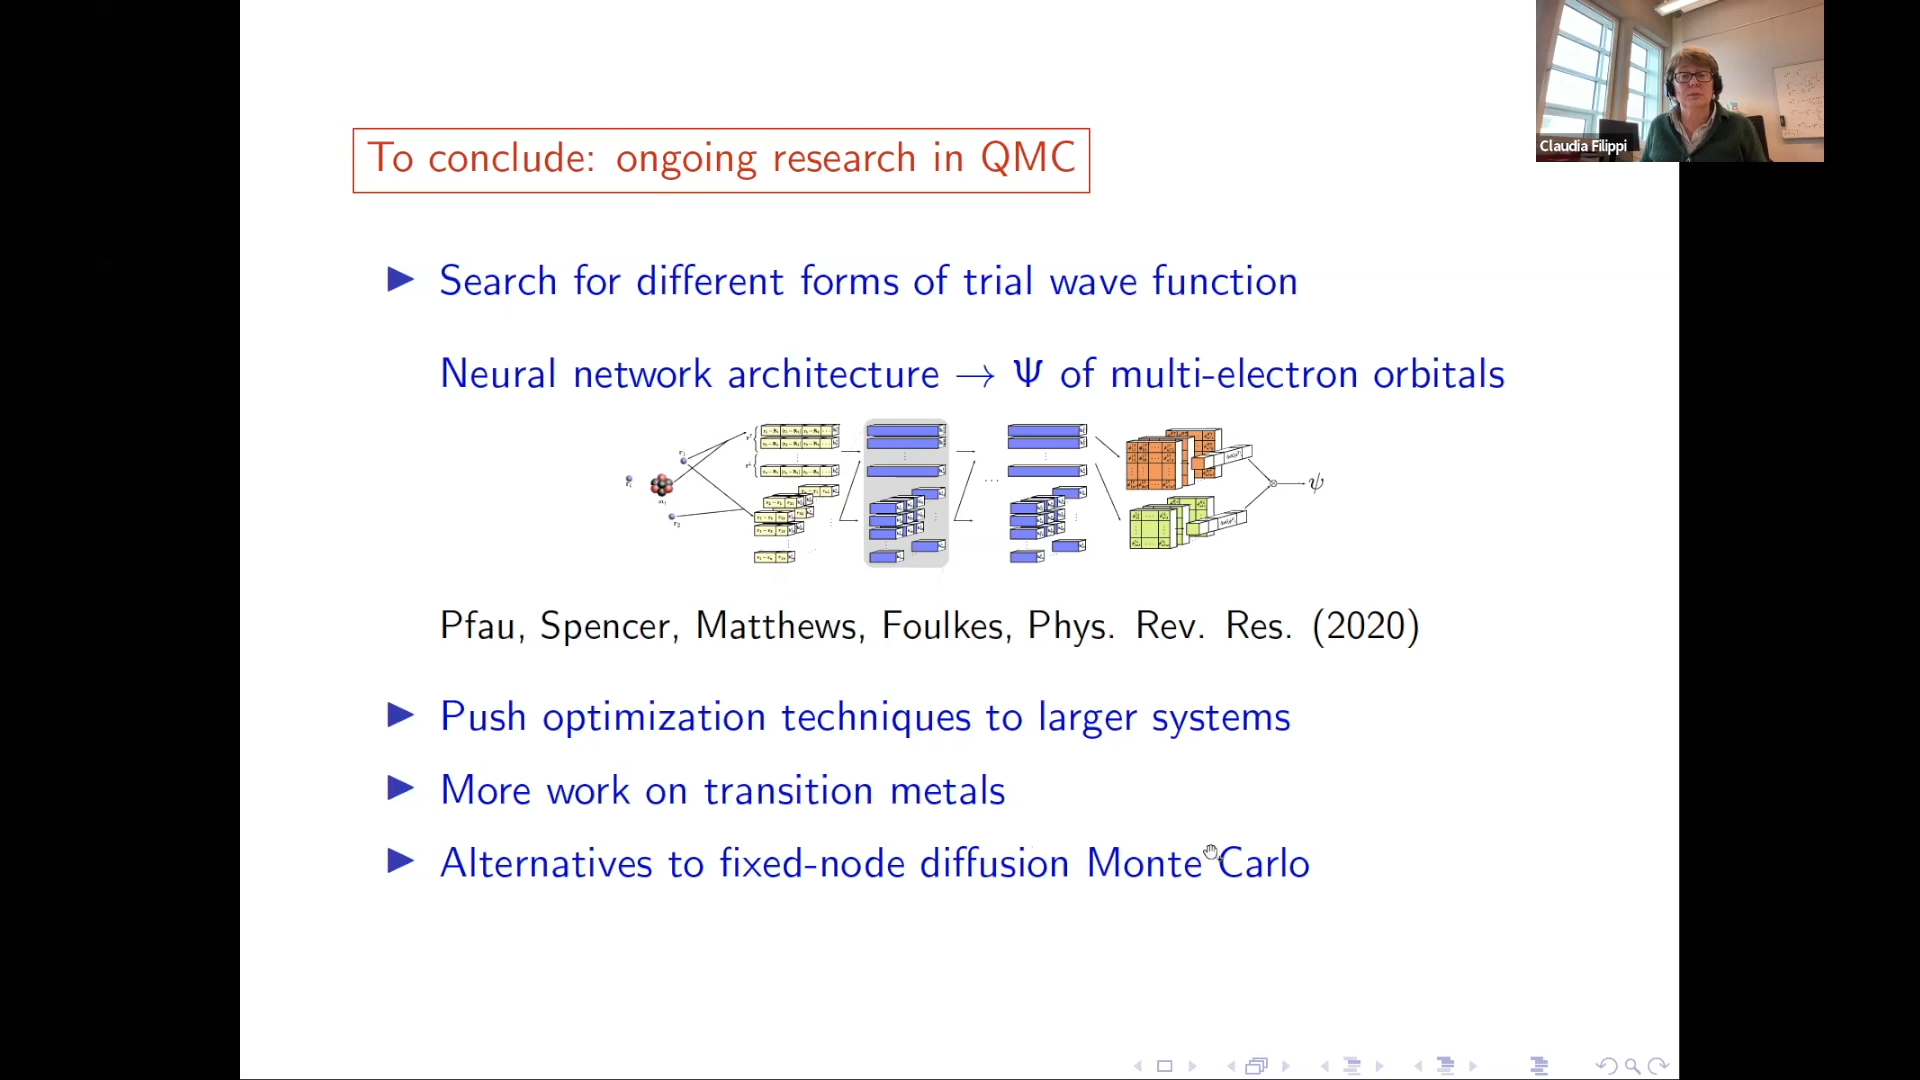 Claudia Filippi
To conclude: ongoing research in QMC
▶ Search for different forms of trial wave function
Neural network architecture → Ψ of multi-electron orbitals
ψ
Pfau, Spencer, Matthews, Foulkes, Phys. Rev. Res. (2020)
▶ Push optimization techniques to larger systems
▶ More work on transition metals
▶ Alternatives to fixed-node diffusion Monte Carlo